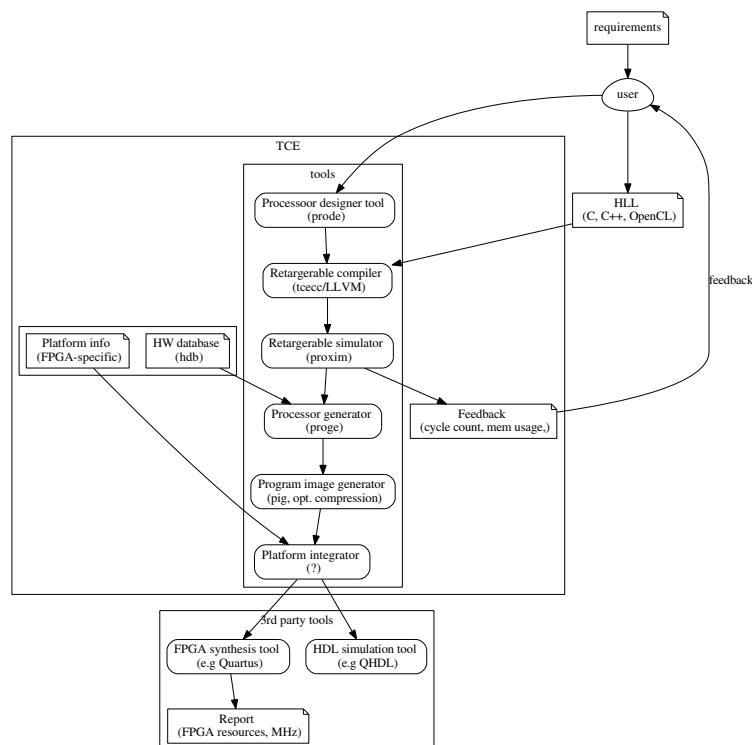 requirements
user
TCE
tools
Processoor designer tool
(prode)
HLL
(C, C++, OpenCL)
Retargerable compiler
(tcecc/LLVM)
feedback
Platform info
(FPGA-specific)
HW database
(hdb)
Retargerable simulator
(proxim)
Processor generator
(proge)
Feedback
(cycle count, mem usage,)
Program image generator
(pig, opt. compression)
Platform integrator
(?)
3rd party tools
FPGA synthesis tool
(e.g Quartus)
HDL simulation tool
(e.g QHDL)
Report
(FPGA resources, MHz)